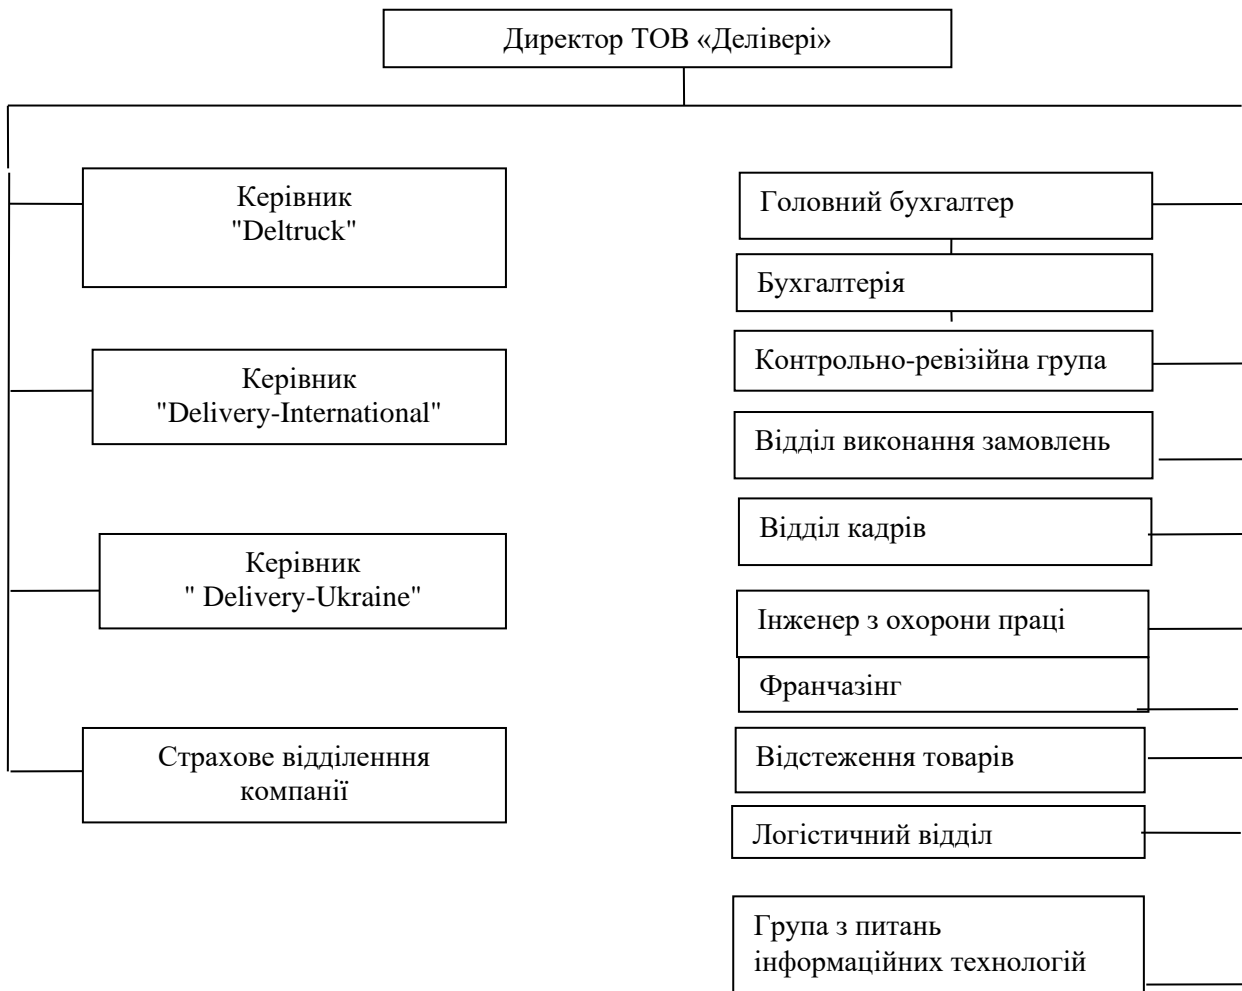 Директор ТОВ «Делівері»
Керівник
"Deltruck"
Керівник
"Delivery-International"
Керівник
" Delivery-Ukraine"
Страхове відділенння
компанії
Головний бухгалтер
Бухгалтерія
Контрольно-ревізійна група
Відділ виконання замовлень
Відділ кадрів
Інженер з охорони праці
Франчазінг
Відстеження товарів
Логістичний відділ
Група з питань
інформаційних технологій